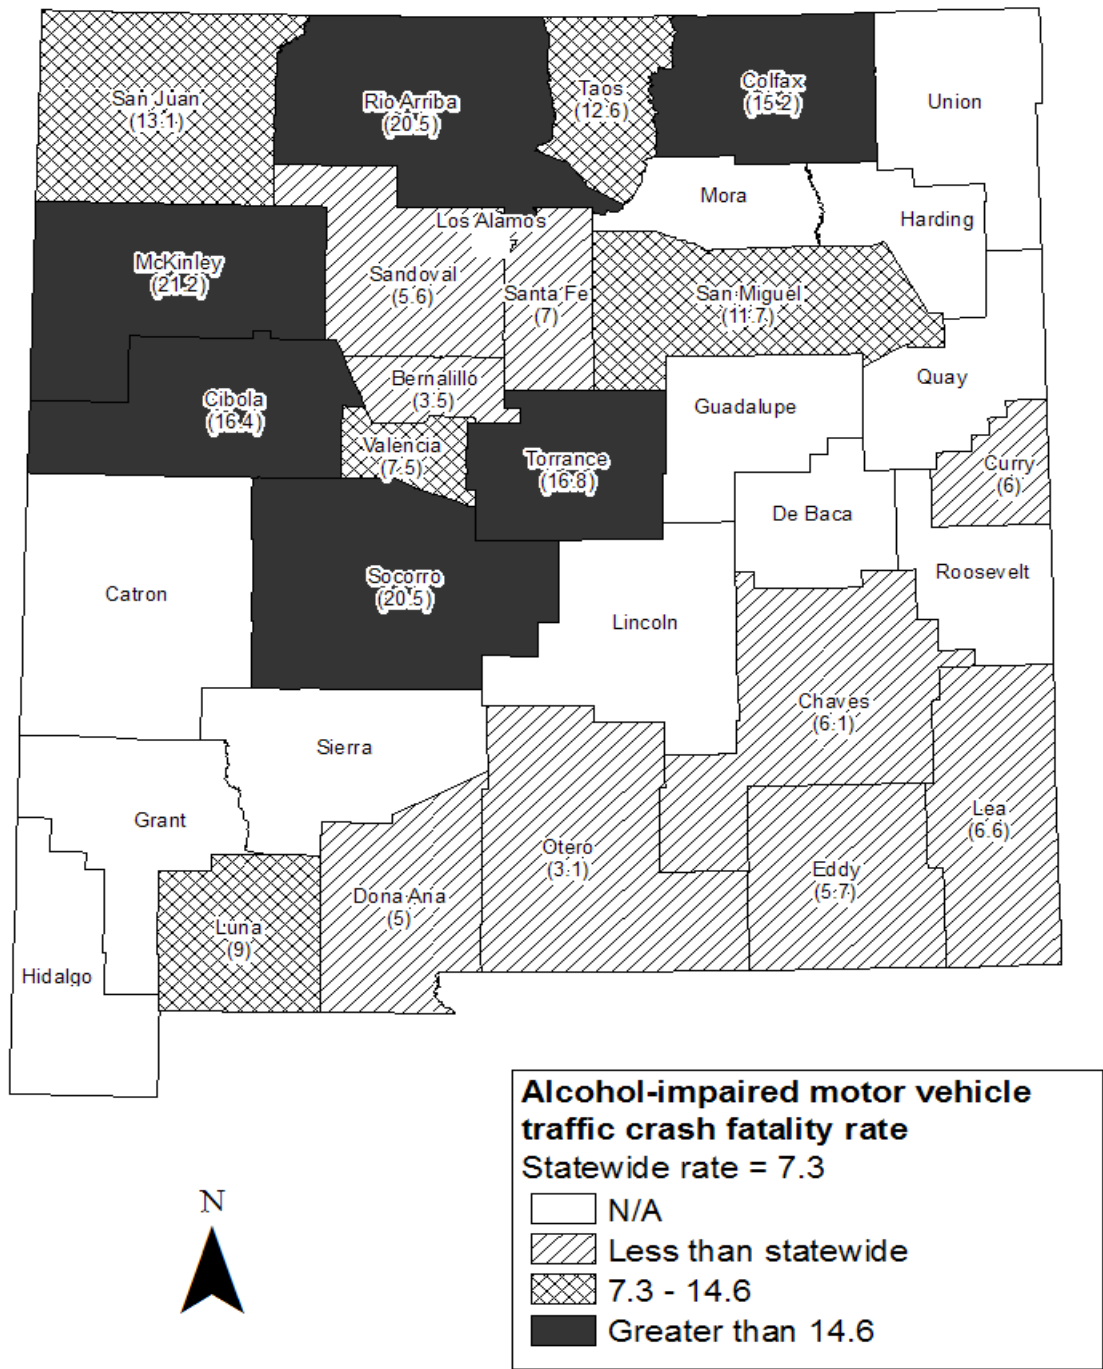 San Juan
(13.1)
Rio Arriba
(20.5)
Taos
(12.6)
Colfax
(15.2)
Union
Mora
Harding
Los Alamos
McKinley
(21.2)
Sandoval
(5.6)
Santa Fe
(7)
San Miguel
(11.7)
Quay
Bernalillo
(3.5)
Guadalupe
Cibola
(16.4)
Valencia
(7.5)
Torrance
(16.8)
Curry
(6)
De Baca
Roosevelt
Catron
Socorro
(20.5)
Lincoln
Chaves
(6.1)
Sierra
Grant
Lea
(6.6)
Otero
(3.1)
Eddy
(5.7)
Dona Ana
(5)
Luna
(9)
Hidalgo
Alcohol-impaired motor vehicle
traffic crash fatality rate
Statewide rate = 7.3
N/A
Less than statewide
7.3 - 14.6
Greater than 14.6
N